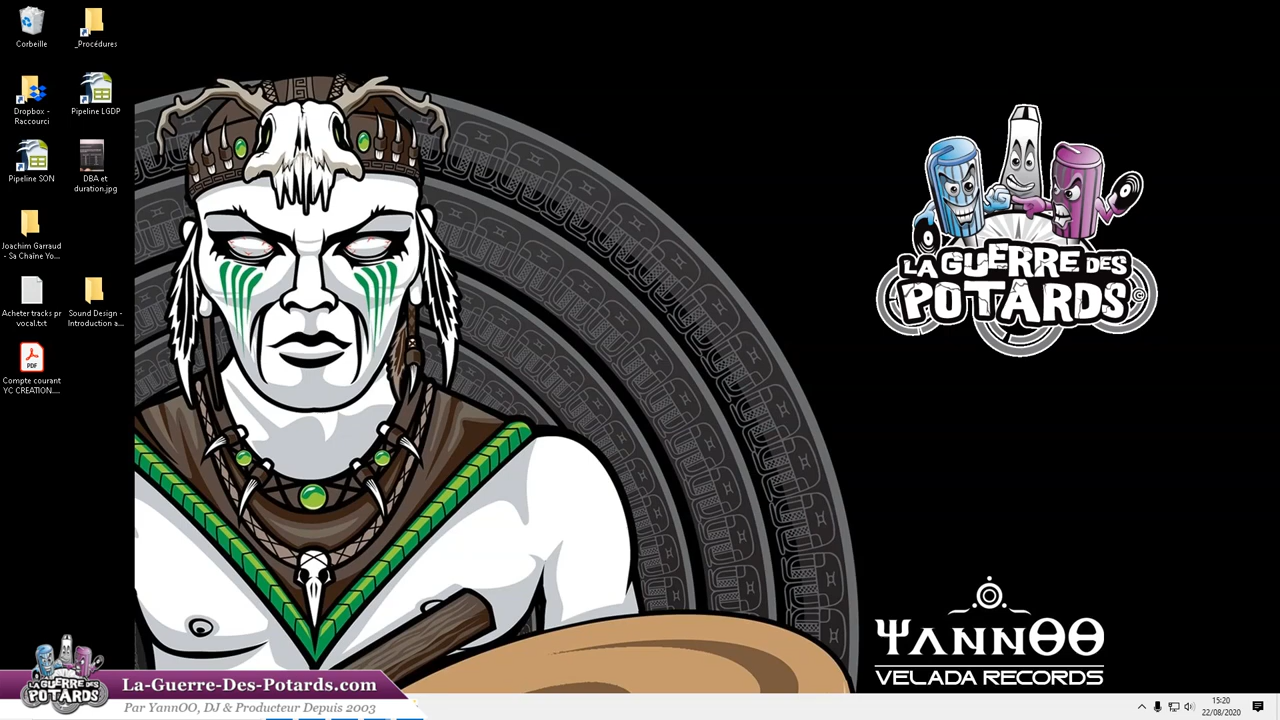 Corbeille
_Procédures
Dropbox -
Raccourci
Pipeline LGDP
Pipeline SON
DBA et
duration.jpg
Joachim Garraud
- Sa Chaîne Yo...
Acheter tracks pr
vocal.txt
Sound Design -
Introduction a...
PDF
Compte courant
YC CREATION....
LA GUERRE DES
POTARDS ©
YANNOO
VELADA RECORDS
LA GUERRE DES
POTARDS
La-Guerre-Des-Potards.com
Par YannOO, DJ & Producteur Depuis 2003
15:20
22/08/2020